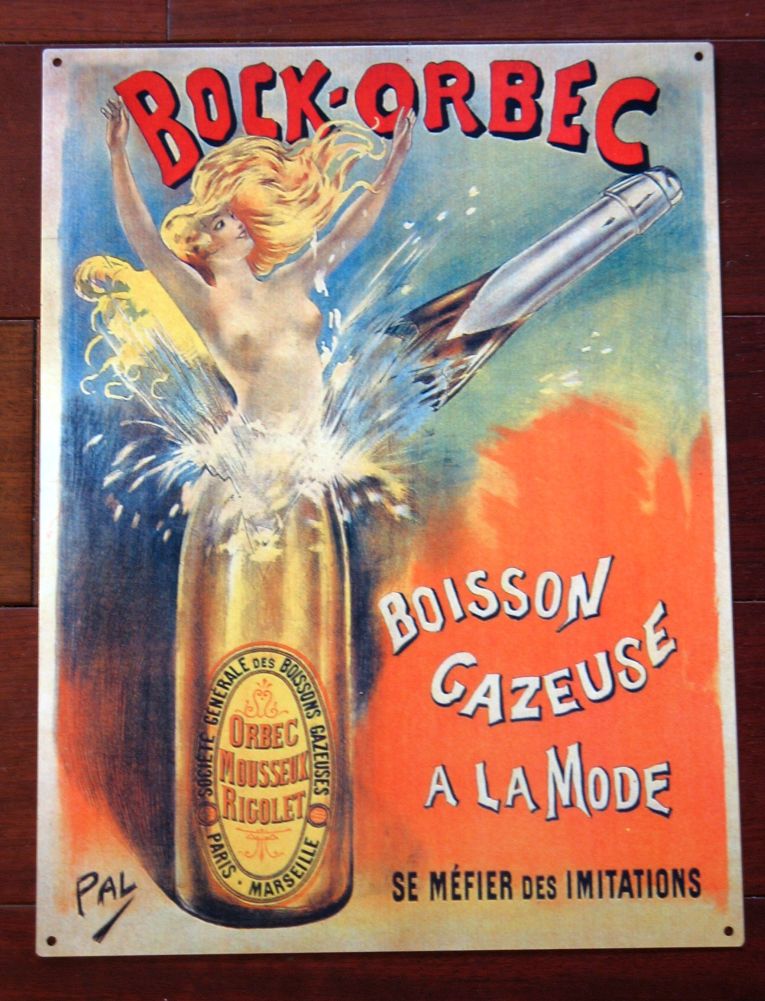 BOCK-ORBEC
BOISSON
GAZEUSE
A LA MODE
SE MÉFIER DES IMITATIONS
SOCIÉTÉ GÉNÉRALE DES BOISSONS GAZEUSES
ORBEC
MOUSSEUX
RIGOLET
PARIS - MARSEILLE
PAL